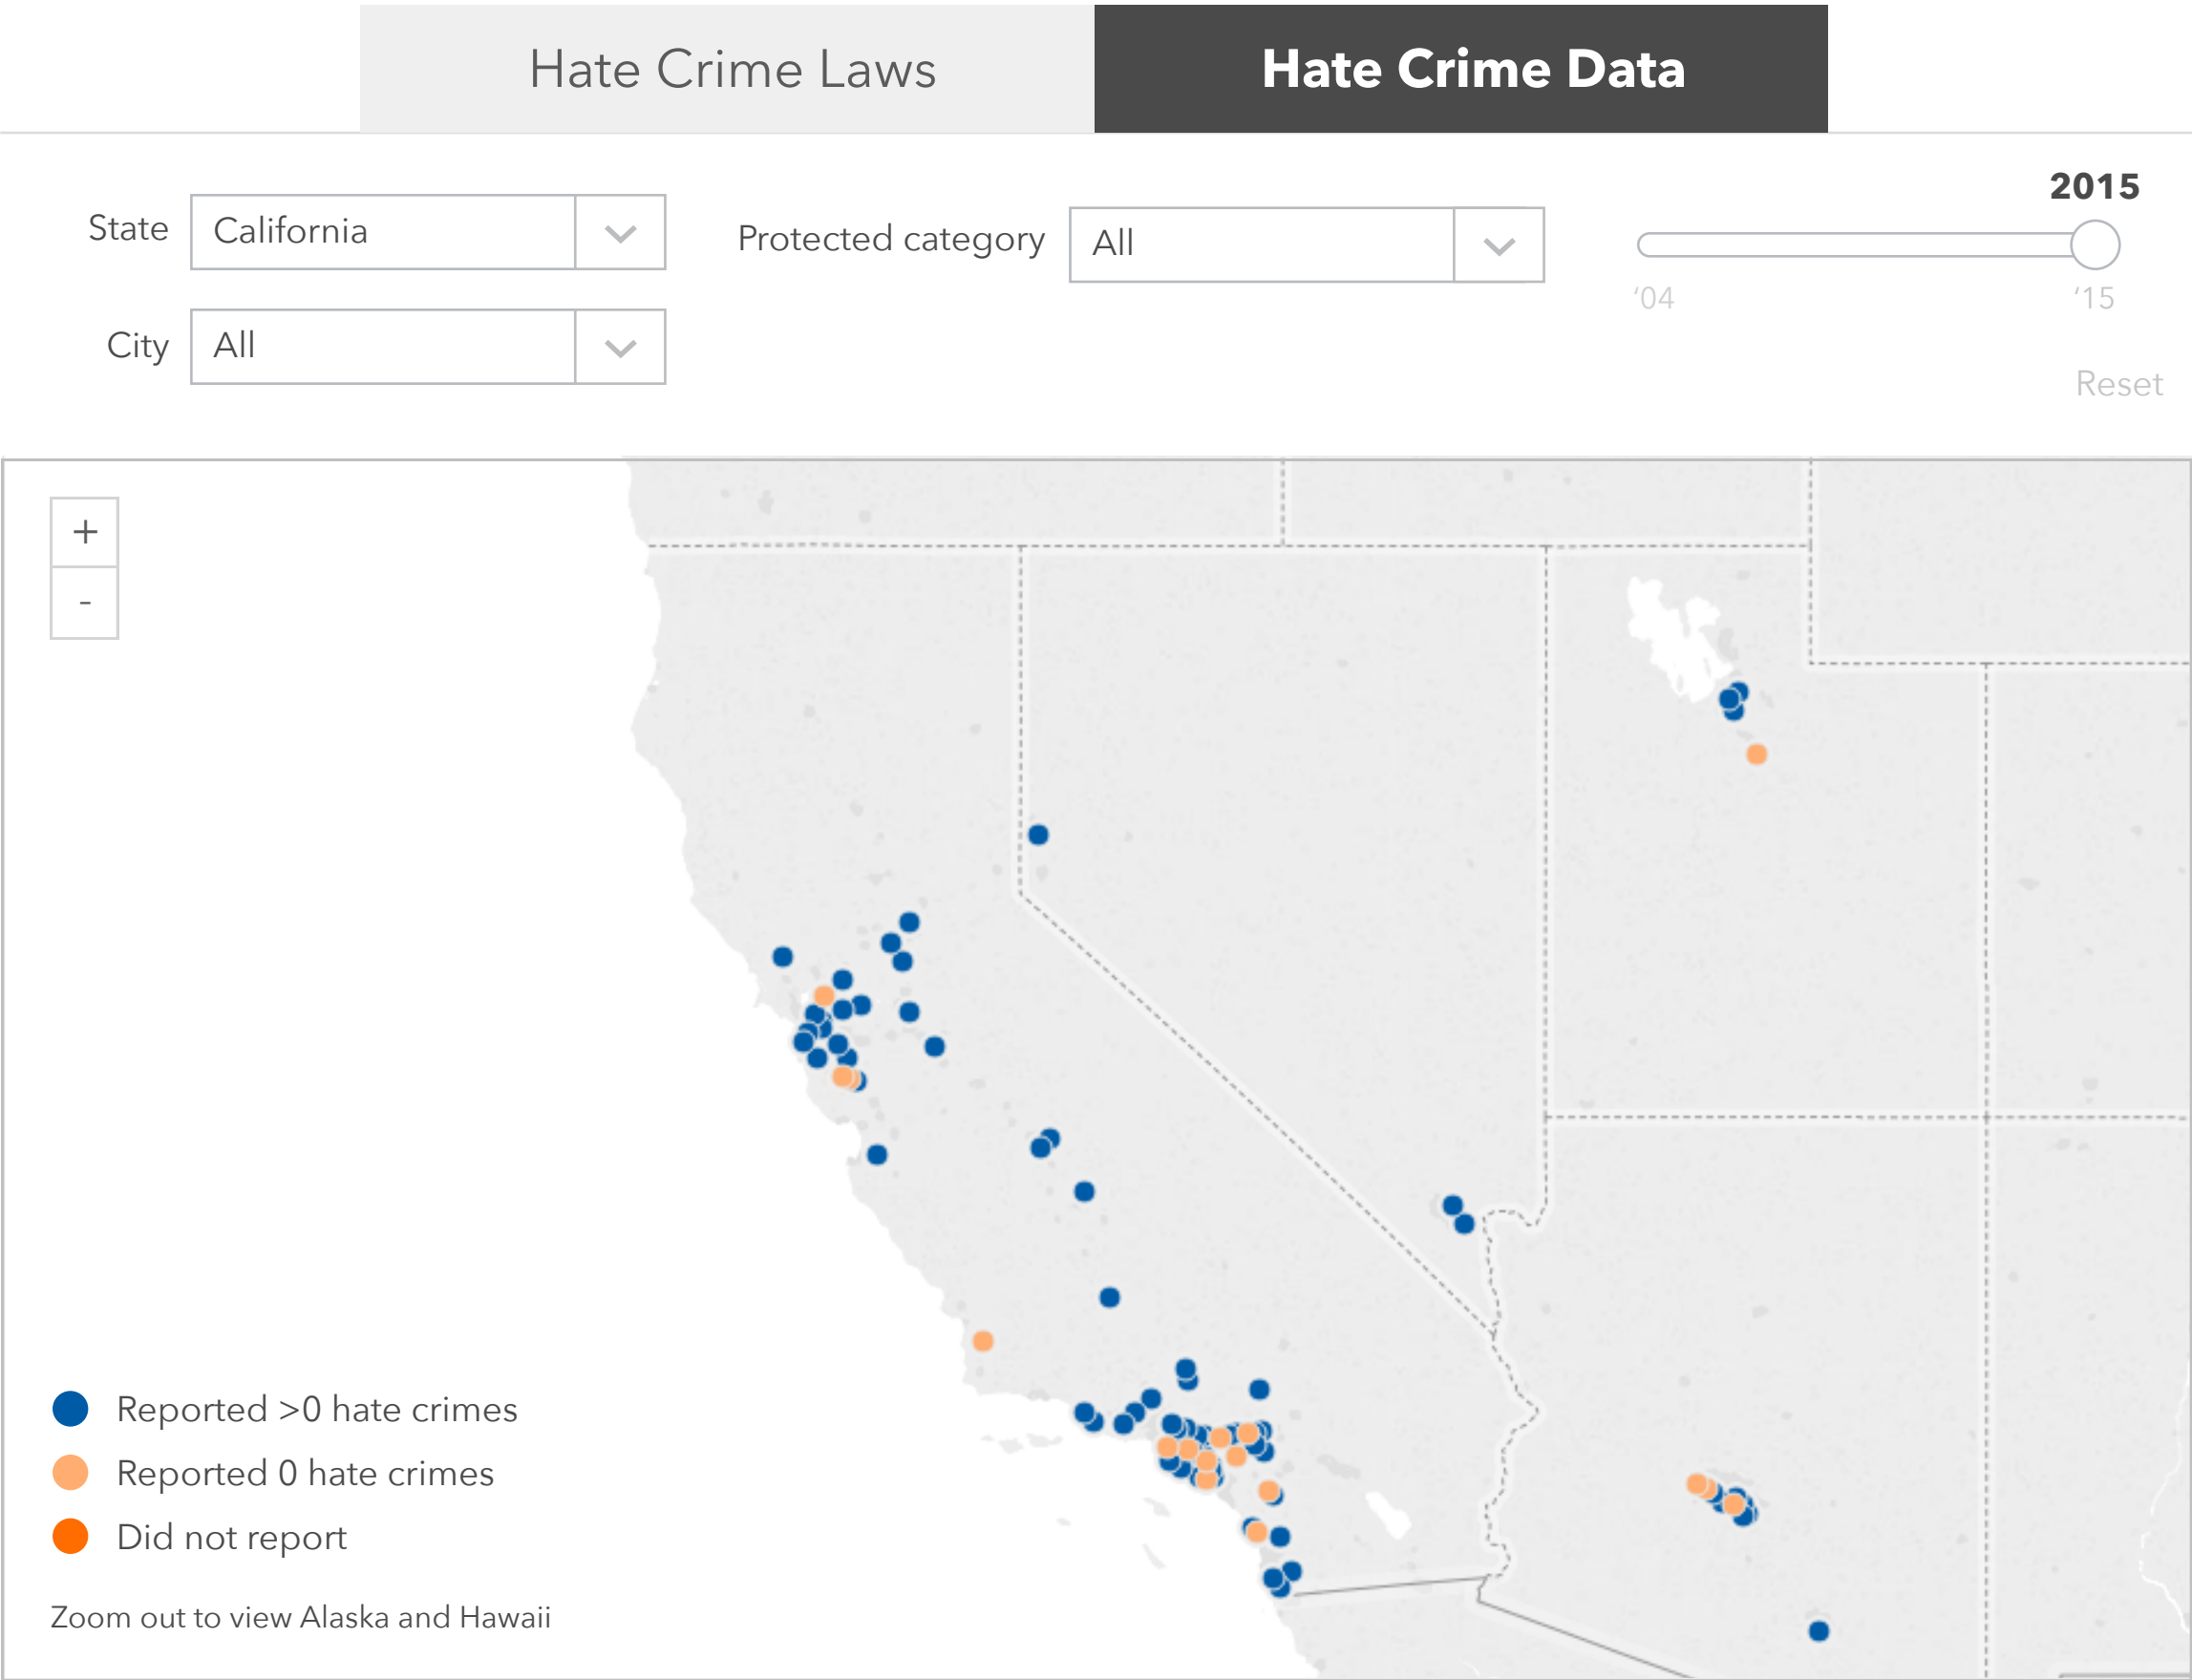 Hate Crime Laws
Hate Crime Data
State
California
Protected category
All
2015
‘04
‘15
City
All
Reset
+
-
Reported >0 hate crimes
Reported 0 hate crimes
Did not report
Zoom out to view Alaska and Hawaii